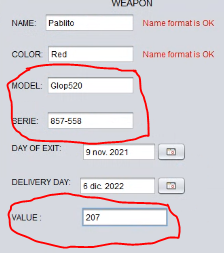 WEAPON
NAME: Pablito Name format is OK
COLOR: Red Name format is OK
MODEL: Glop520
SERIE: 857-558
DAY OF EXIT: 9 nov. 2021
DELIVERY DAY: 6 dic. 2022
VALUE : 207